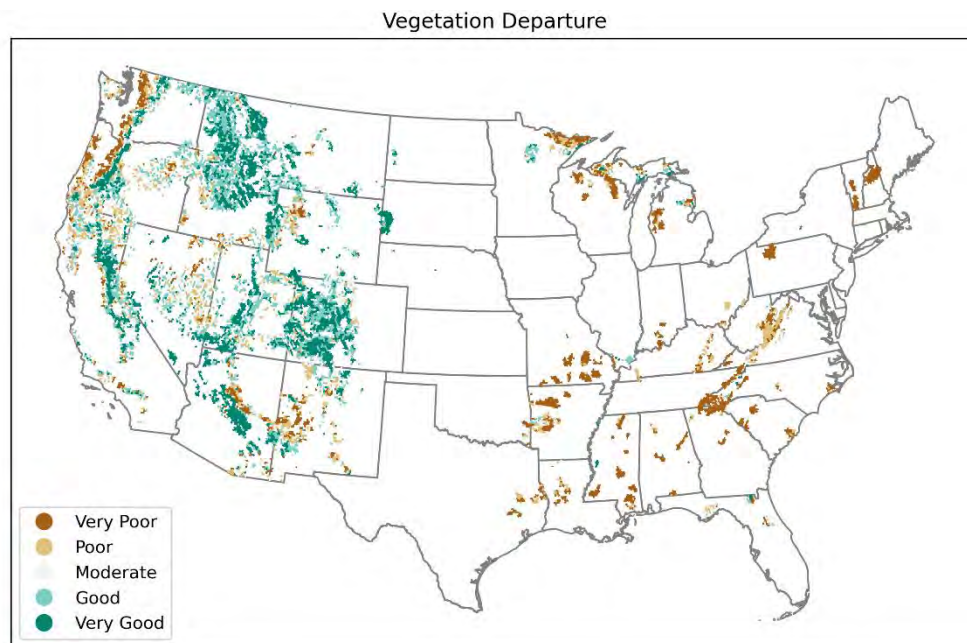 Vegetation Departure
Very Poor
Poor
Moderate
Good
Very Good